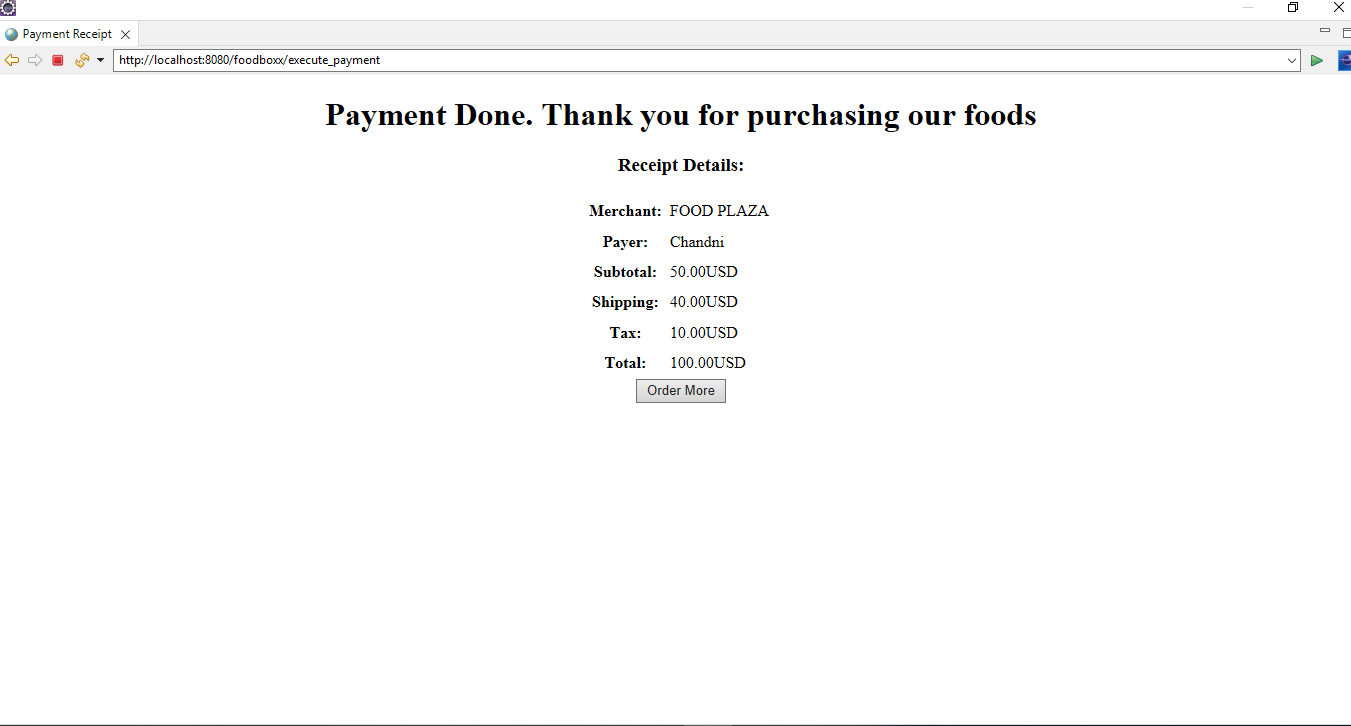 Payment Receipt
http://localhost:8080/foodboxx/execute_payment
Payment Done. Thank you for purchasing our foods
Receipt Details:
Merchant: FOOD PLAZA
Payer: Chandni
Subtotal: 50.00USD
Shipping: 40.00USD
Tax: 10.00USD
Total: 100.00USD
Order More